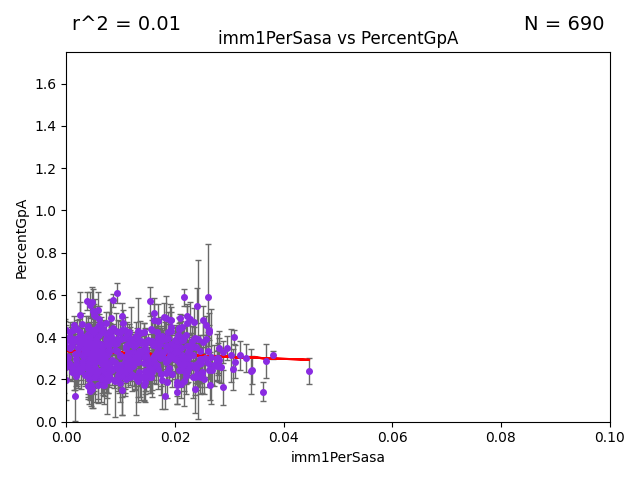 r^2 = 0.01
N = 690
imm1PerSasa vs PercentGpA
PercentGpA
1.6
1.4
1.2
1.0
0.8
0.6
0.4
0.2
0.0
0.00 0.02 0.04 0.06 0.08 0.10
imm1PerSasa